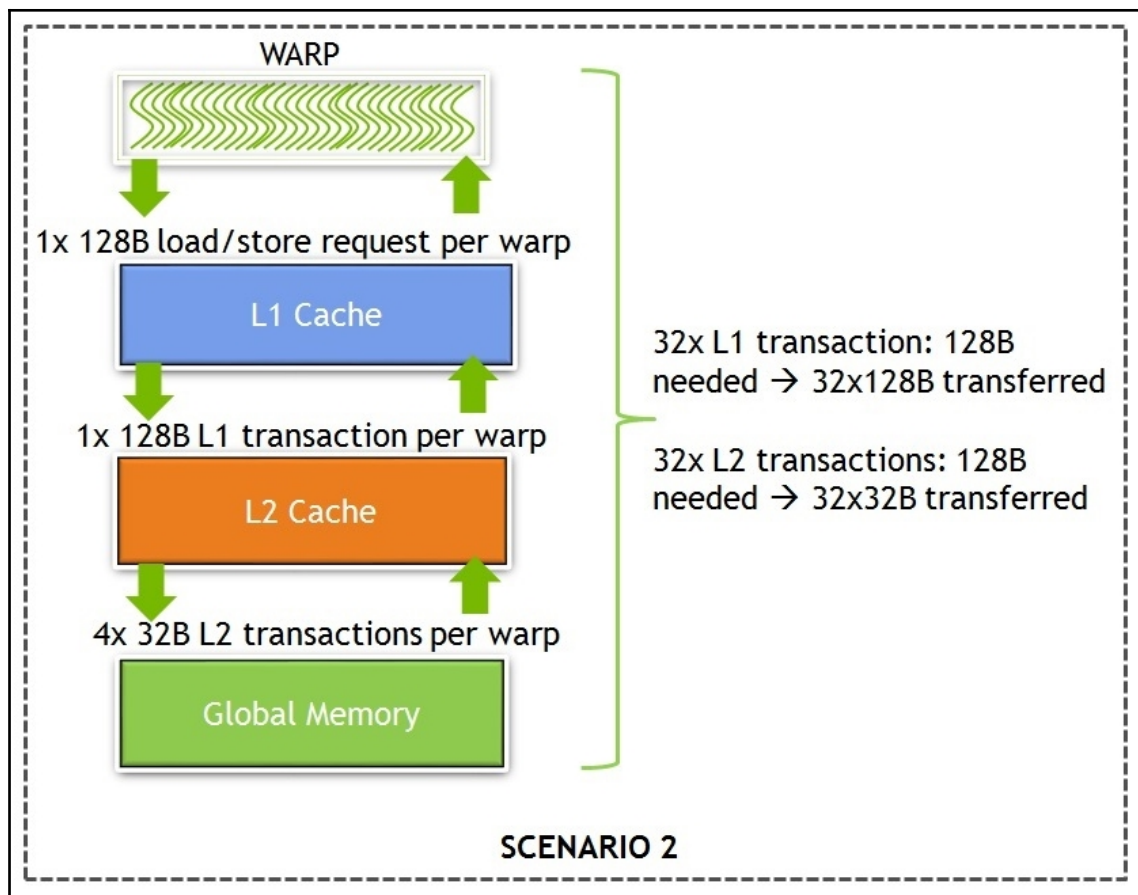 WARP
1x 128B load/store request per warp
L1 Cache
1x 128B L1 transaction per warp
L2 Cache
4x 32B L2 transactions per warp
Global Memory
32x L1 transaction: 128B
needed → 32x128B transferred
32x L2 transactions: 128B
needed → 32x32B transferred
SCENARIO 2